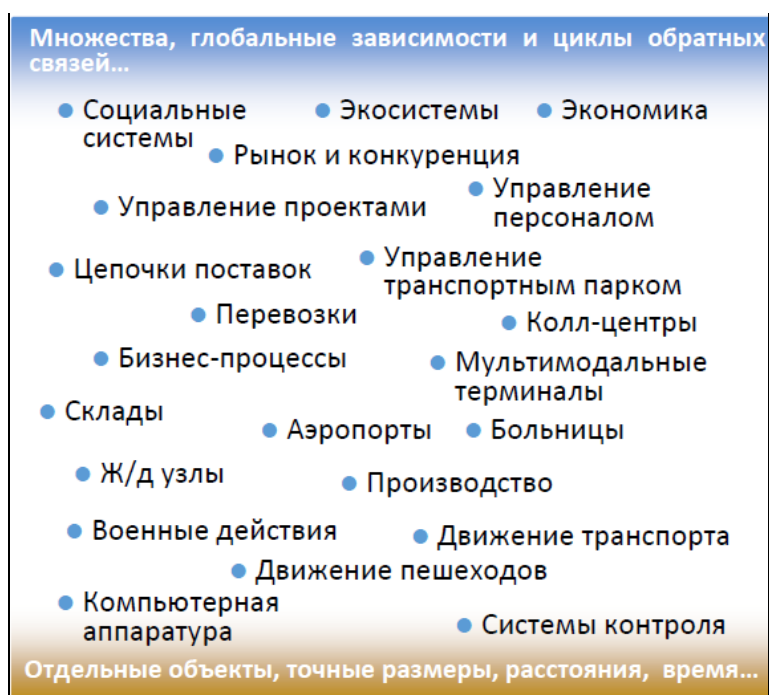 Множества, глобальные зависимости и циклы обратных
связей…
Социальные
системы
Экосистемы
Экономика
Рынок и конкуренция
Управление проектами
Управление
персоналом
Цепочки поставок
Управление
транспортным парком
Перевозки
Колл-центры
Бизнес-процессы
Мультимодальные
терминалы
Склады
Аэропорты
Больницы
Ж/д узлы
Производство
Военные действия
Движение транспорта
Движение пешеходов
Компьютерная
аппаратура
Системы контроля
Отдельные объекты, точные размеры, расстояния, время…